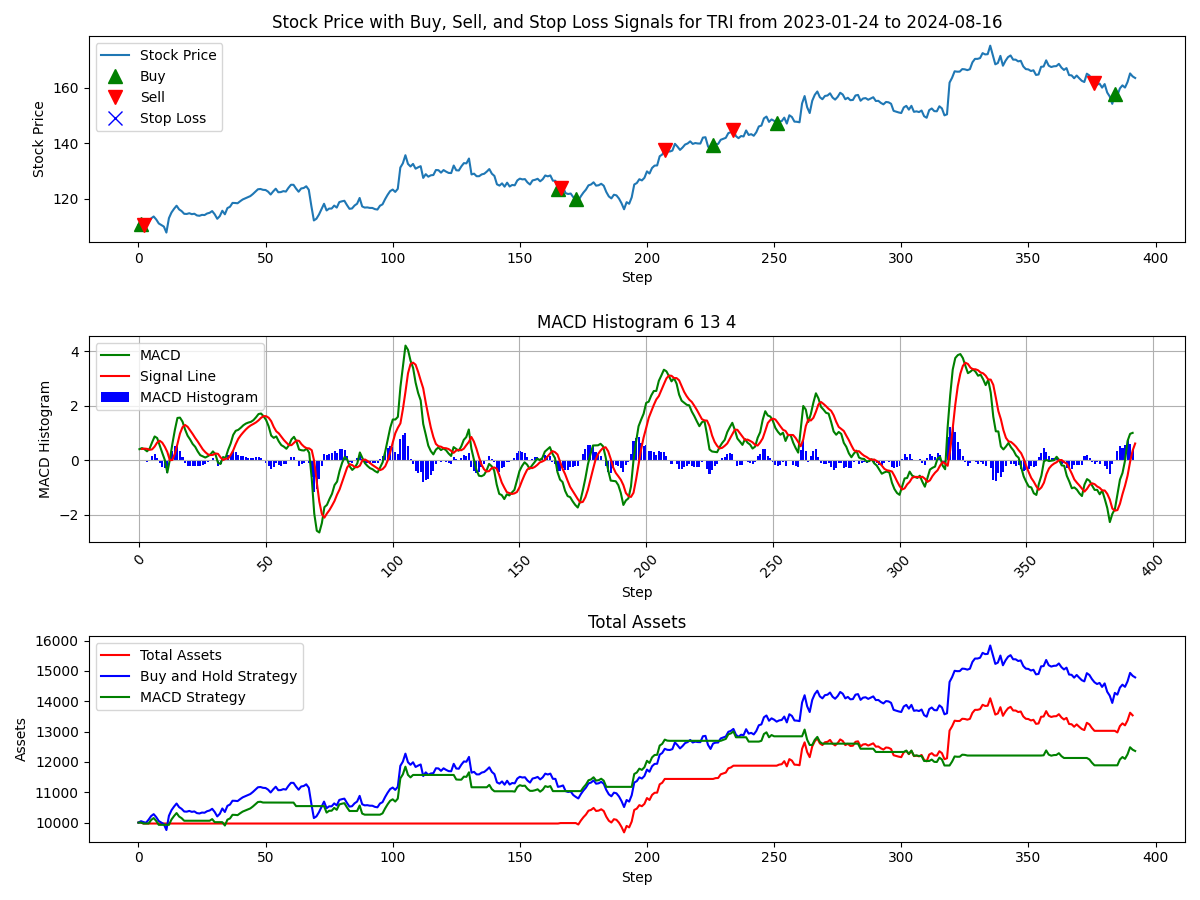 Stock Price with Buy, Sell, and Stop Loss Signals for TRI from 2023-01-24 to 2024-08-16
Stock Price
Buy
Sell
Stop Loss
Stock Price
160
140
120
0 50 100 150 200 250 300 350 400
Step
MACD Histogram 6 13 4
MACD
Signal Line
MACD Histogram
MACD Histogram
4
2
0
−2
0 50 100 150 200 250 300 350 400
Step
Total Assets
Total Assets
Buy and Hold Strategy
MACD Strategy
Assets
16000
15000
14000
13000
12000
11000
10000
0 50 100 150 200 250 300 350 400
Step